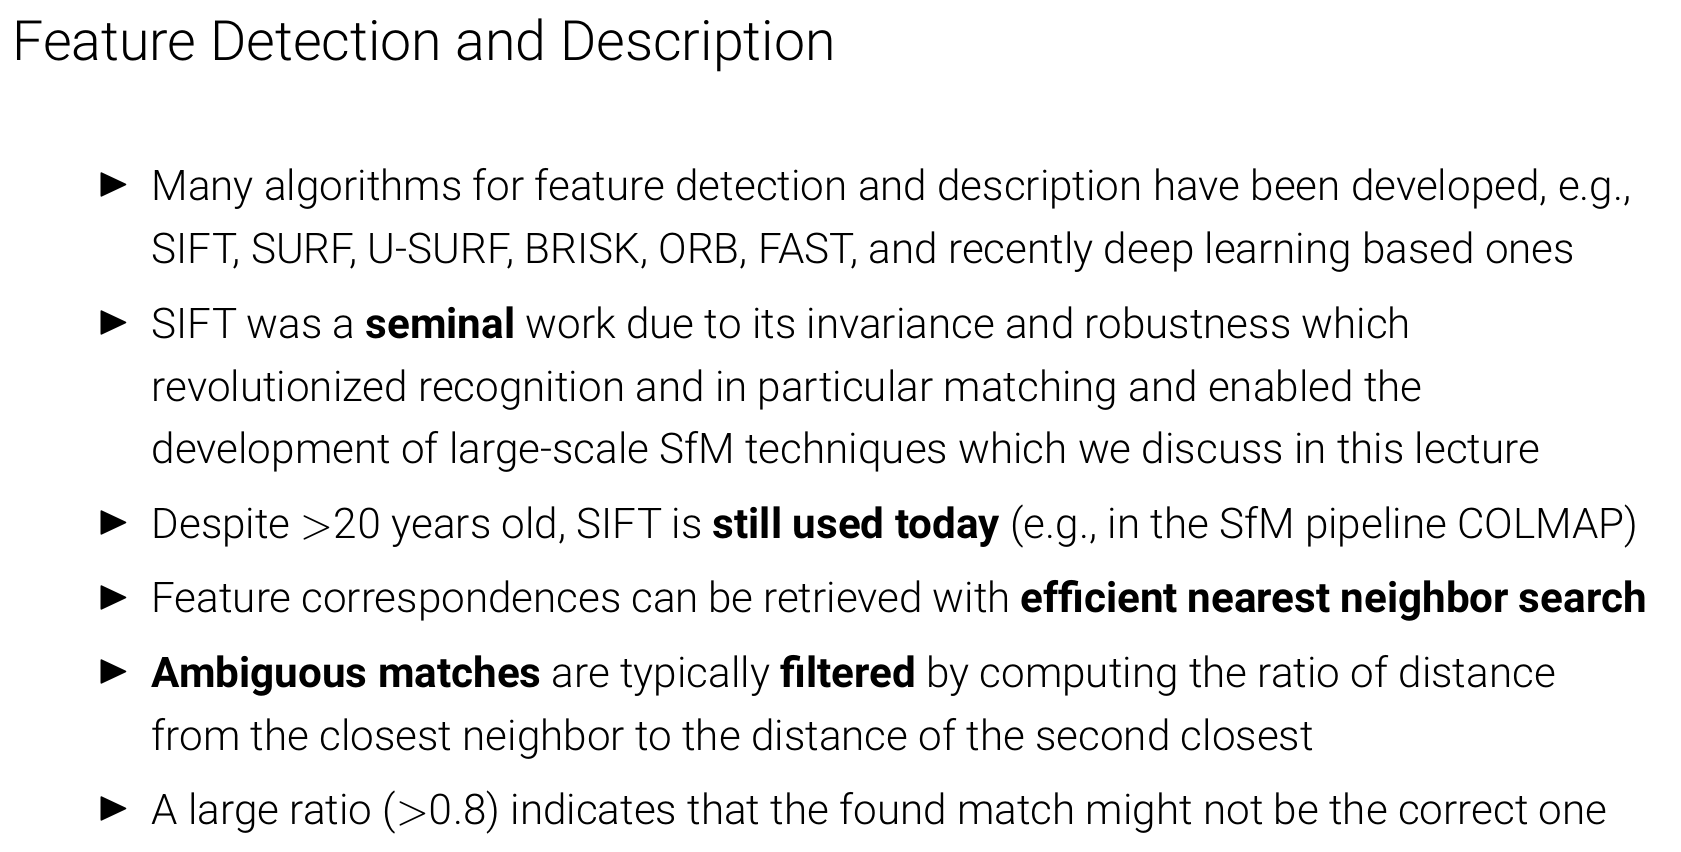 Feature Detection and Description
► Many algorithms for feature detection and description have been developed, e.g.,
SIFT, SURF, U-SURF, BRISK, ORB, FAST, and recently deep learning based ones
► SIFT was a seminal work due to its invariance and robustness which
revolutionized recognition and in particular matching and enabled the
development of large-scale SfM techniques which we discuss in this lecture
► Despite >20 years old, SIFT is still used today (e.g., in the SfM pipeline COLMAP)
► Feature correspondences can be retrieved with efficient nearest neighbor search
► Ambiguous matches are typically filtered by computing the ratio of distance
from the closest neighbor to the distance of the second closest
► A large ratio (>0.8) indicates that the found match might not be the correct one